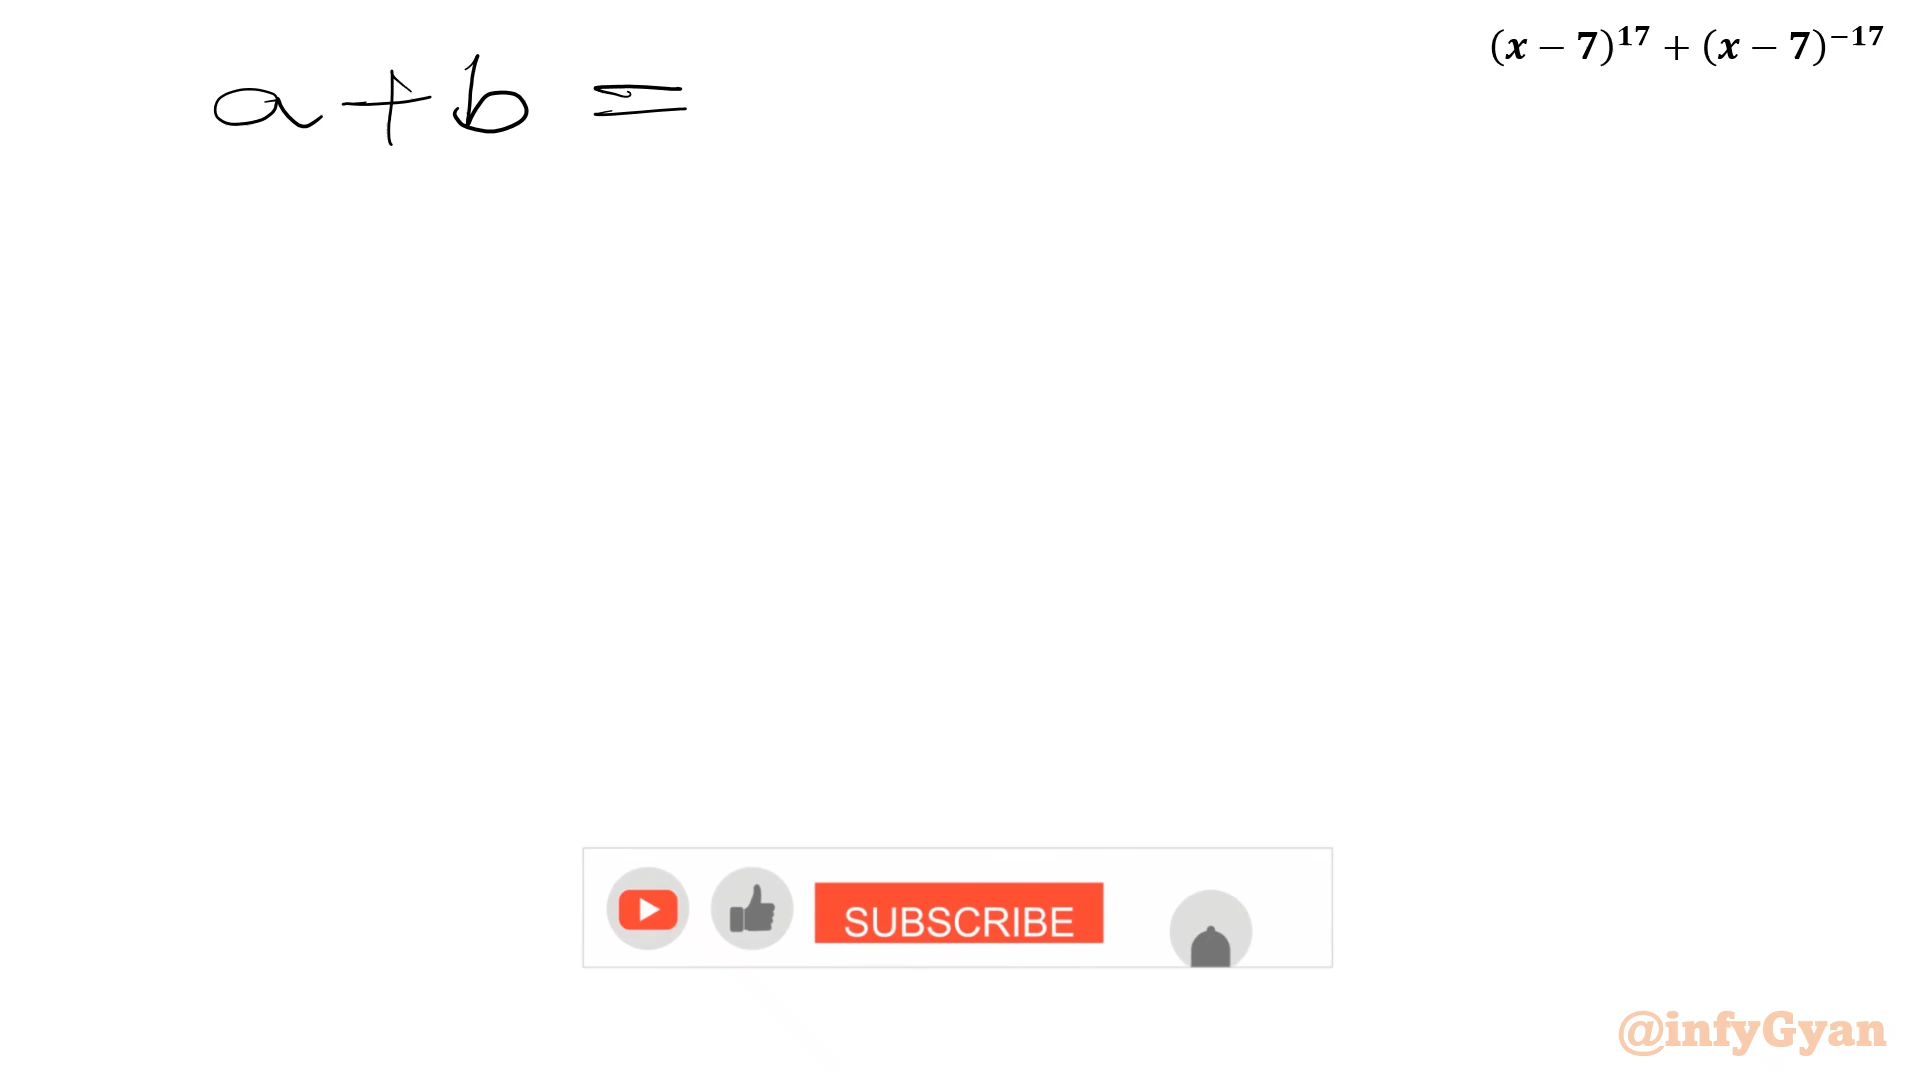 (x − 7)¹⁷ + (x − 7)⁻¹⁷
a + b =
SUBSCRIBE
@infyGyan